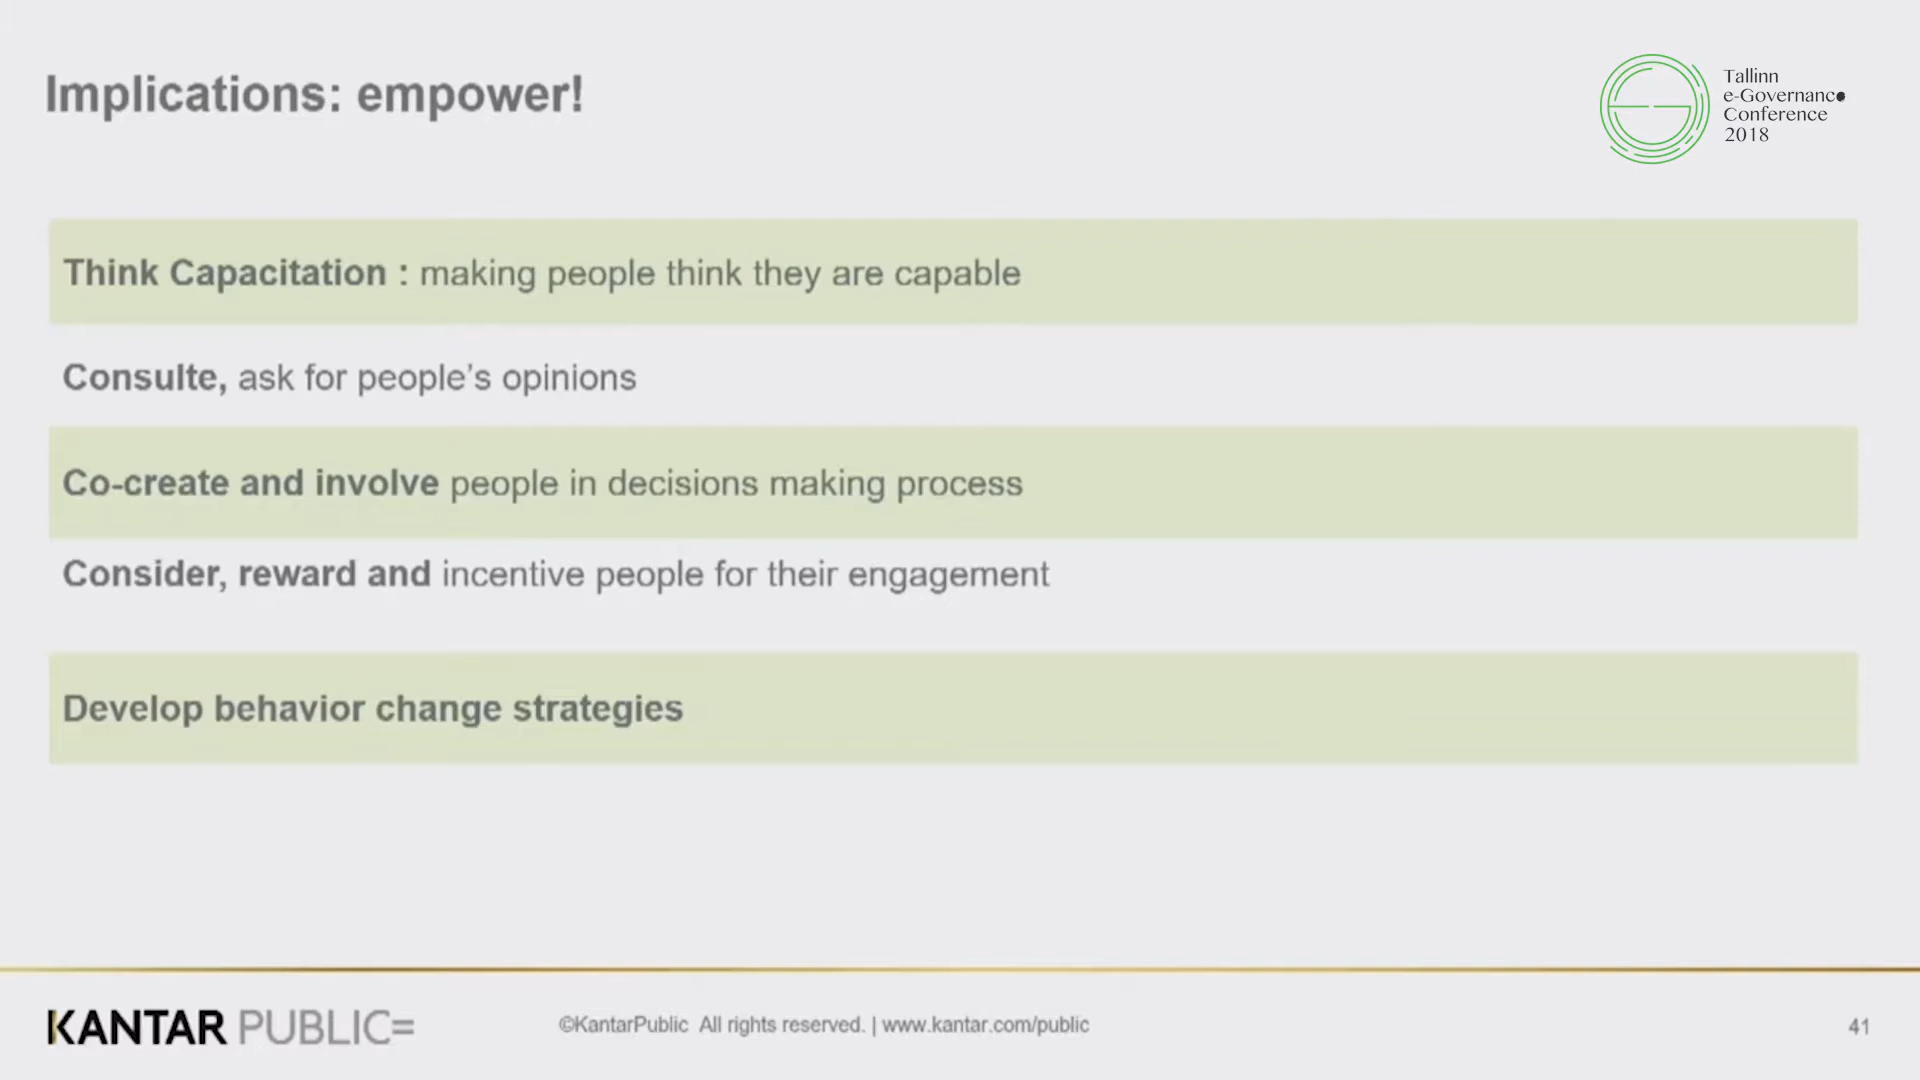 Implications: empower!
Tallinn
e-Governance
Conference
2018
Think Capacitation : making people think they are capable
Consulte, ask for people's opinions
Co-create and involve people in decisions making process
Consider, reward and incentive people for their engagement
Develop behavior change strategies
KANTAR PUBLIC=
©KantarPublic All rights reserved. | www.kantar.com/public
41